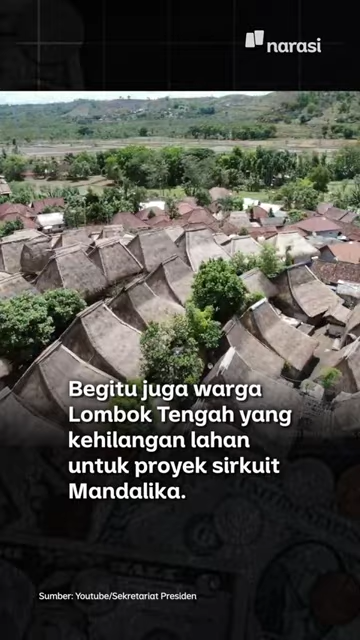 narasi
Begitu juga warga
Lombok Tengah yang
kehilangan lahan
untuk proyek sirkuit
Mandalika.
Sumber: Youtube/Sekretariat Presiden